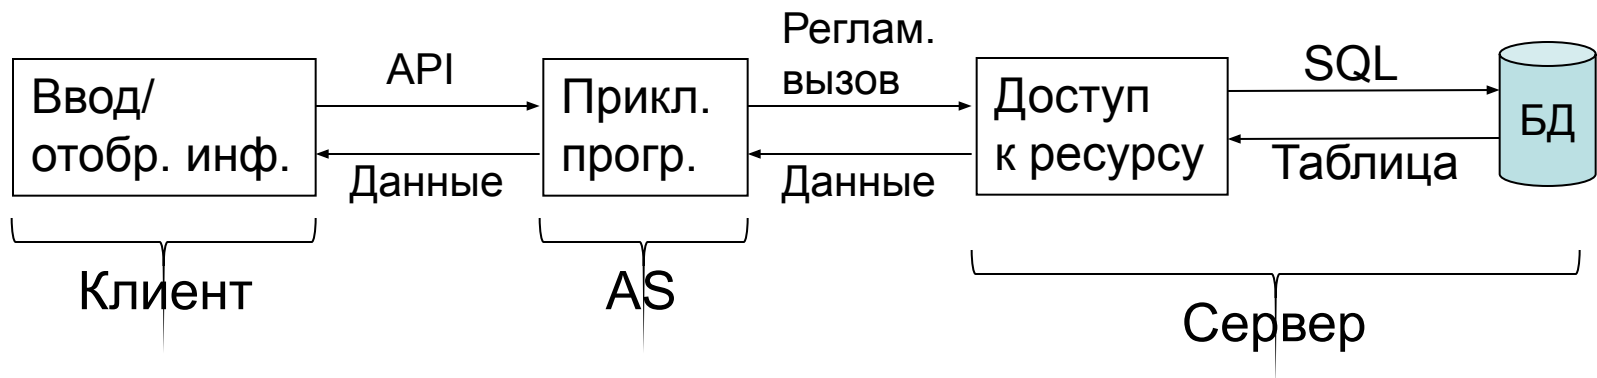 Ввод/
отобр. инф.
API
Данные
Прикл.
прогр.
Реглам.
вызов
Данные
Доступ
к ресурсу
SQL
Таблица
БД
Клиент
AS
Сервер